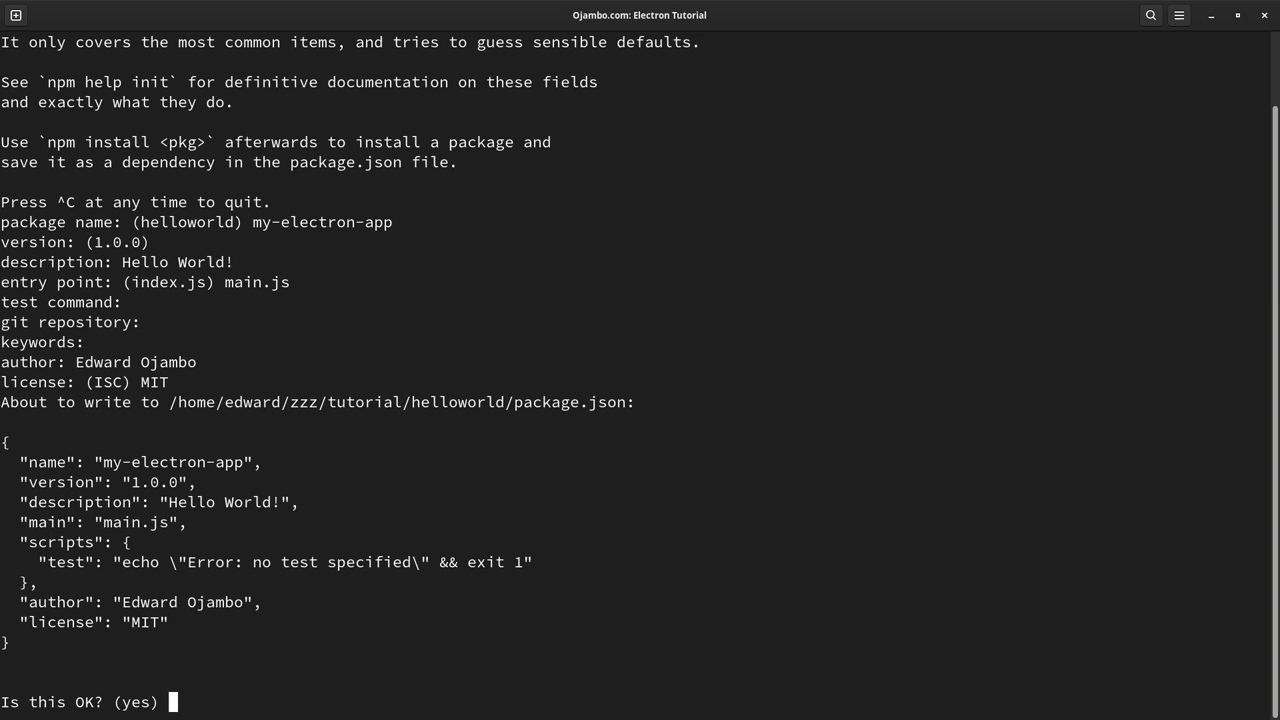 Ojambo.com: Electron Tutorial
It only covers the most common items, and tries to guess sensible defaults.
See `npm help init` for definitive documentation on these fields
and exactly what they do.
Use `npm install <pkg>` afterwards to install a package and
save it as a dependency in the package.json file.
Press ^C at any time to quit.
package name: (helloworld) my-electron-app
version: (1.0.0)
description: Hello World!
entry point: (index.js) main.js
test command:
git repository:
keywords:
author: Edward Ojambo
license: (ISC) MIT
About to write to /home/edward/zzz/tutorial/helloworld/package.json:
{
  "name": "my-electron-app",
  "version": "1.0.0",
  "description": "Hello World!",
  "main": "main.js",
  "scripts": {
    "test": "echo \"Error: no test specified\" && exit 1"
  },
  "author": "Edward Ojambo",
  "license": "MIT"
}
Is this OK? (yes)